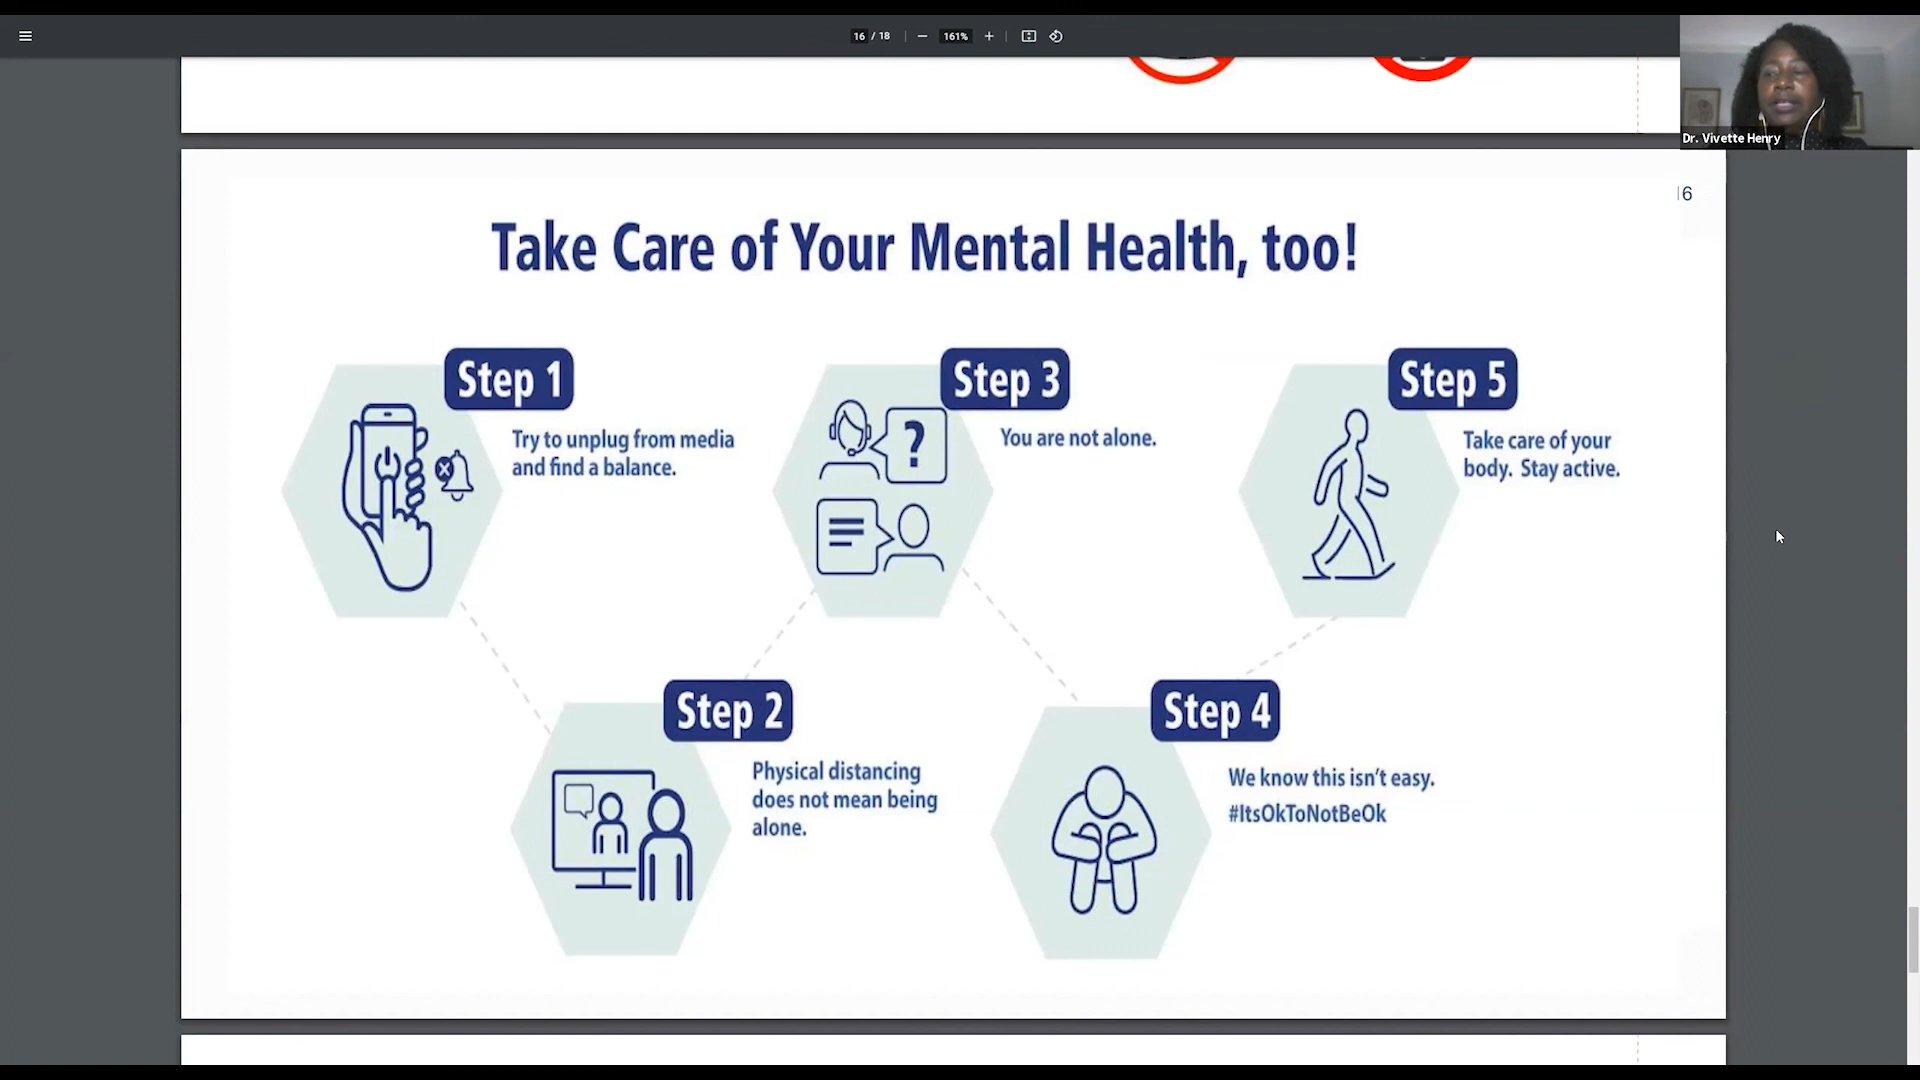 16 / 18
161%
Dr. Vivette Henry
16
Take Care of Your Mental Health, too!
Step 1
Try to unplug from media
and find a balance.
Step 2
Physical distancing
does not mean being
alone.
Step 3
?
You are not alone.
Step 4
We know this isn't easy.
#ItsOkToNotBeOk
Step 5
Take care of your
body. Stay active.